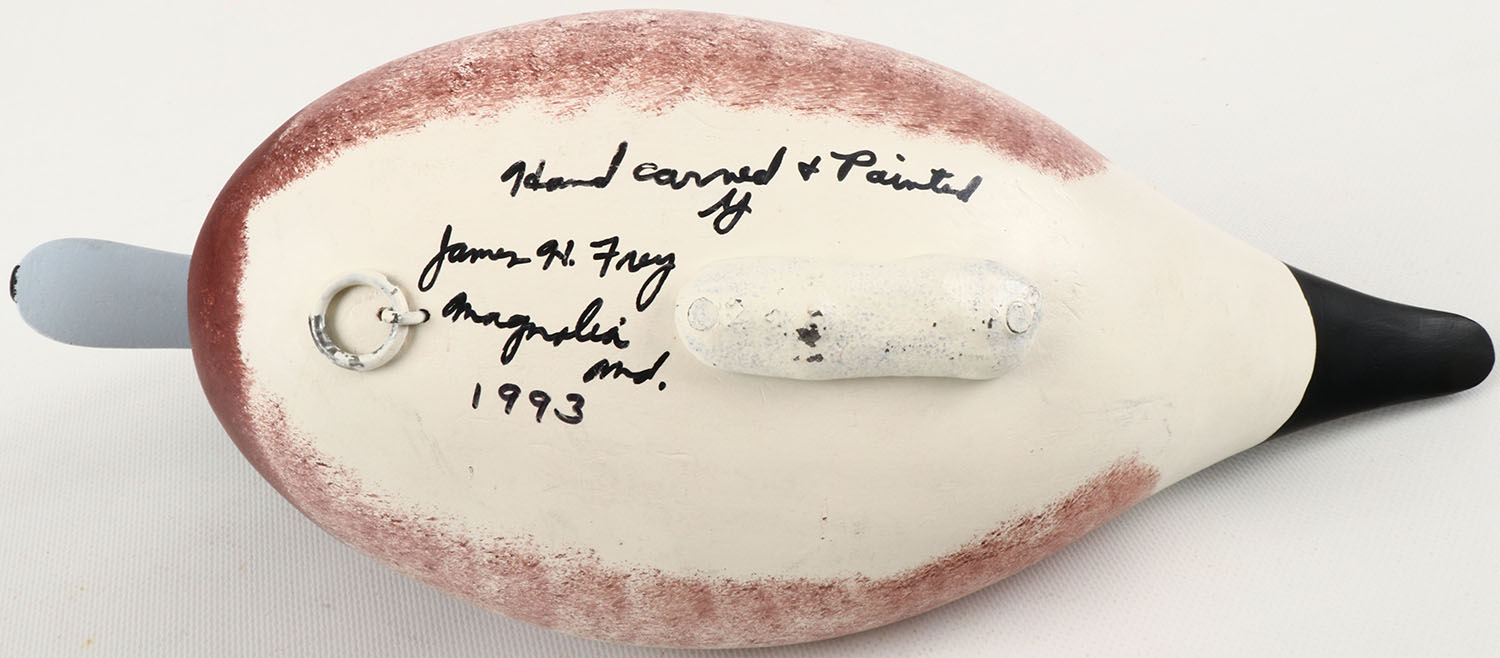 Hand carved & Painted
by
James H. Frey
Magnolia
Md.
1993